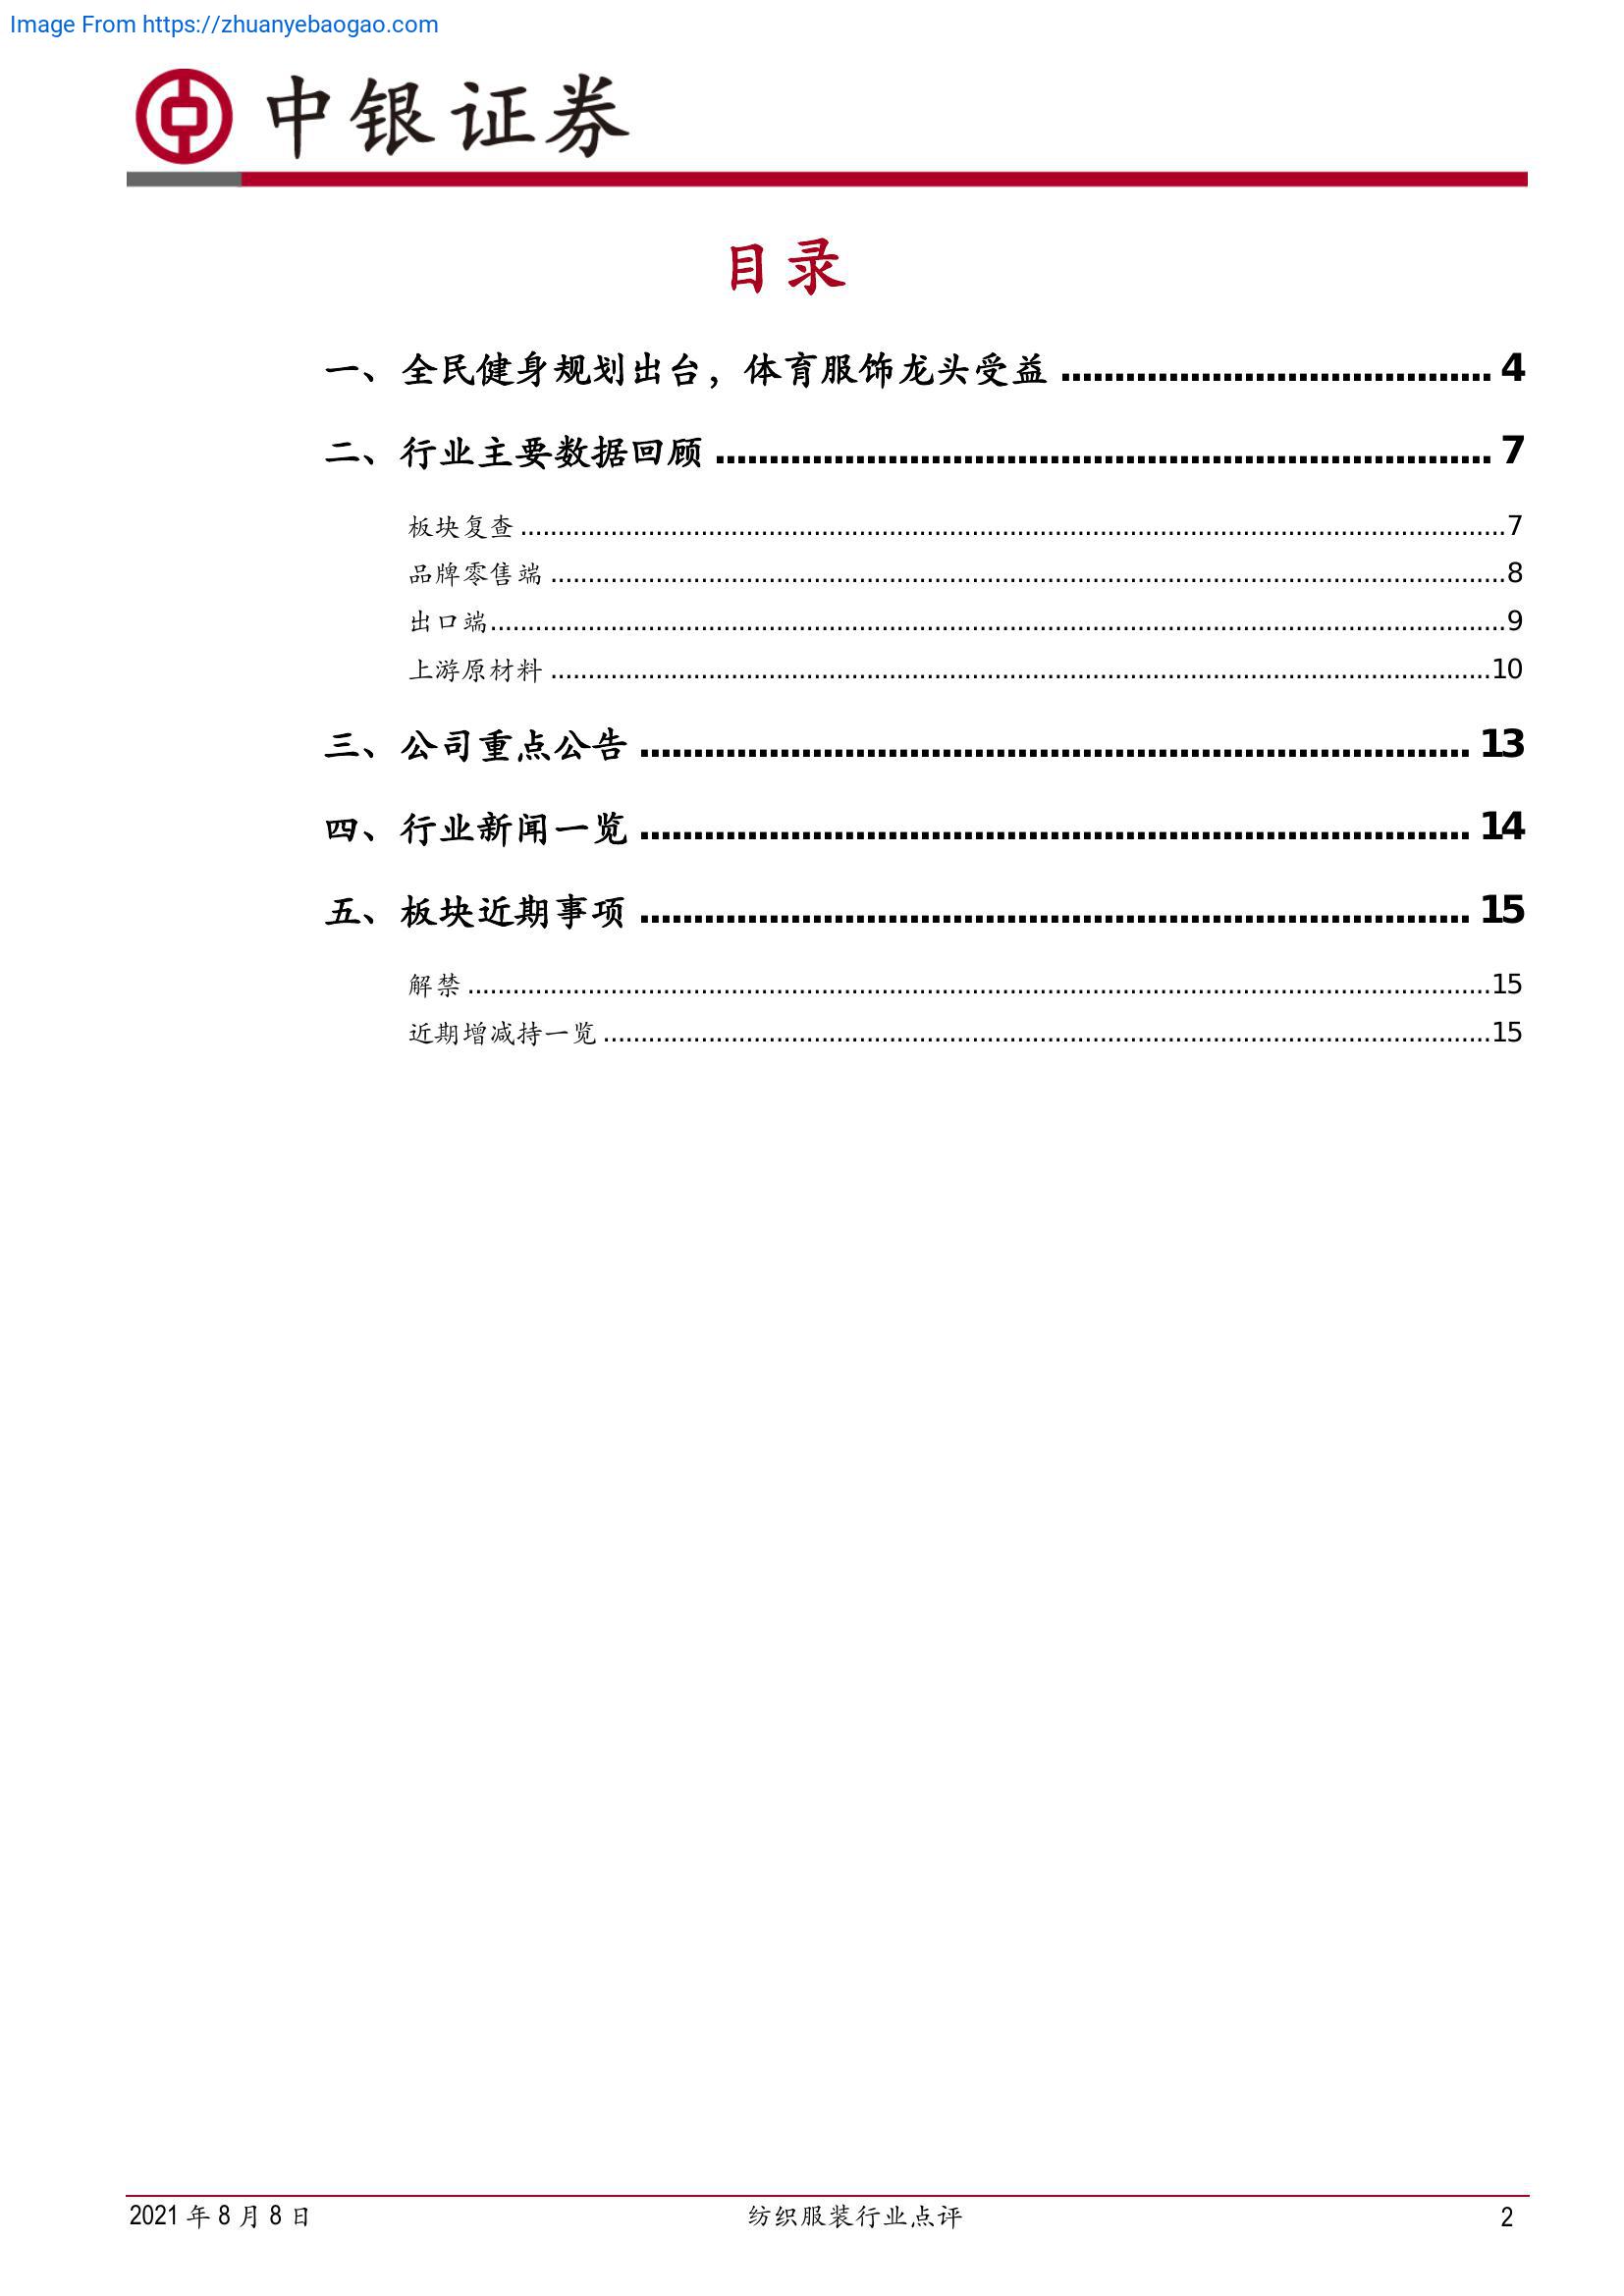 Image From https://zhuanyebaogao.com
中银证券
目录
一、全民健身规划出台，体育服饰龙头受益 ........................................ 4
二、行业主要数据回顾 ........................................................................ 7
板块复查 ........................................................................................................7
品牌零售端 ........................................................................................................8
出口端........................................................................................................9
上游原材料 ........................................................................................................10
三、公司重点公告 ............................................................................. 13
四、行业新闻一览 ............................................................................. 14
五、板块近期事项 ............................................................................. 15
解禁 ........................................................................................................15
近期增减持一览 ........................................................................................................15
2021 年 8 月 8 日
纺织服装行业点评
2